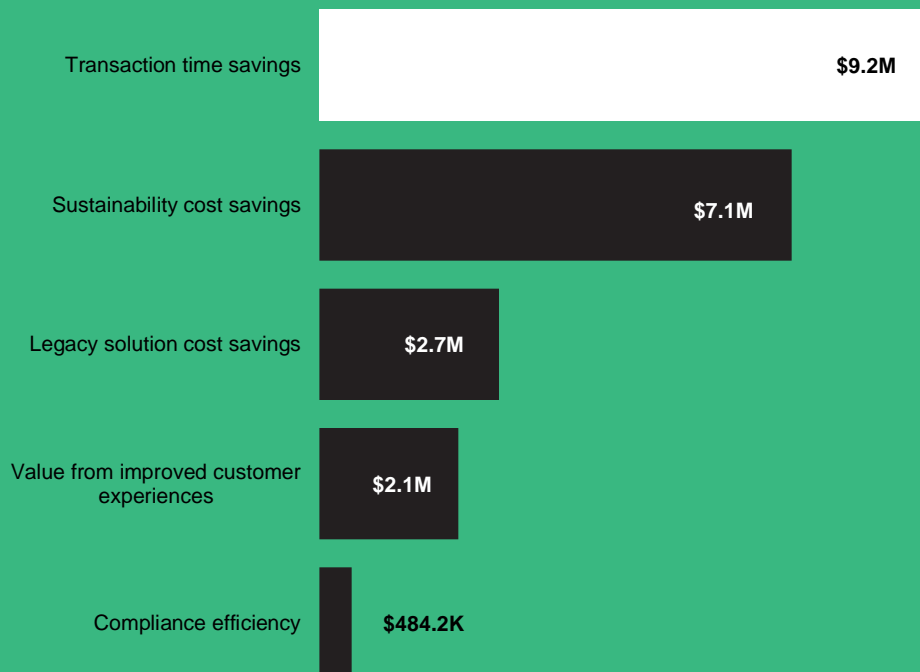 Transaction time savings
$9.2M
Sustainability cost savings
$7.1M
Legacy solution cost savings
$2.7M
Value from improved customer
experiences
$2.1M
Compliance efficiency
$484.2K